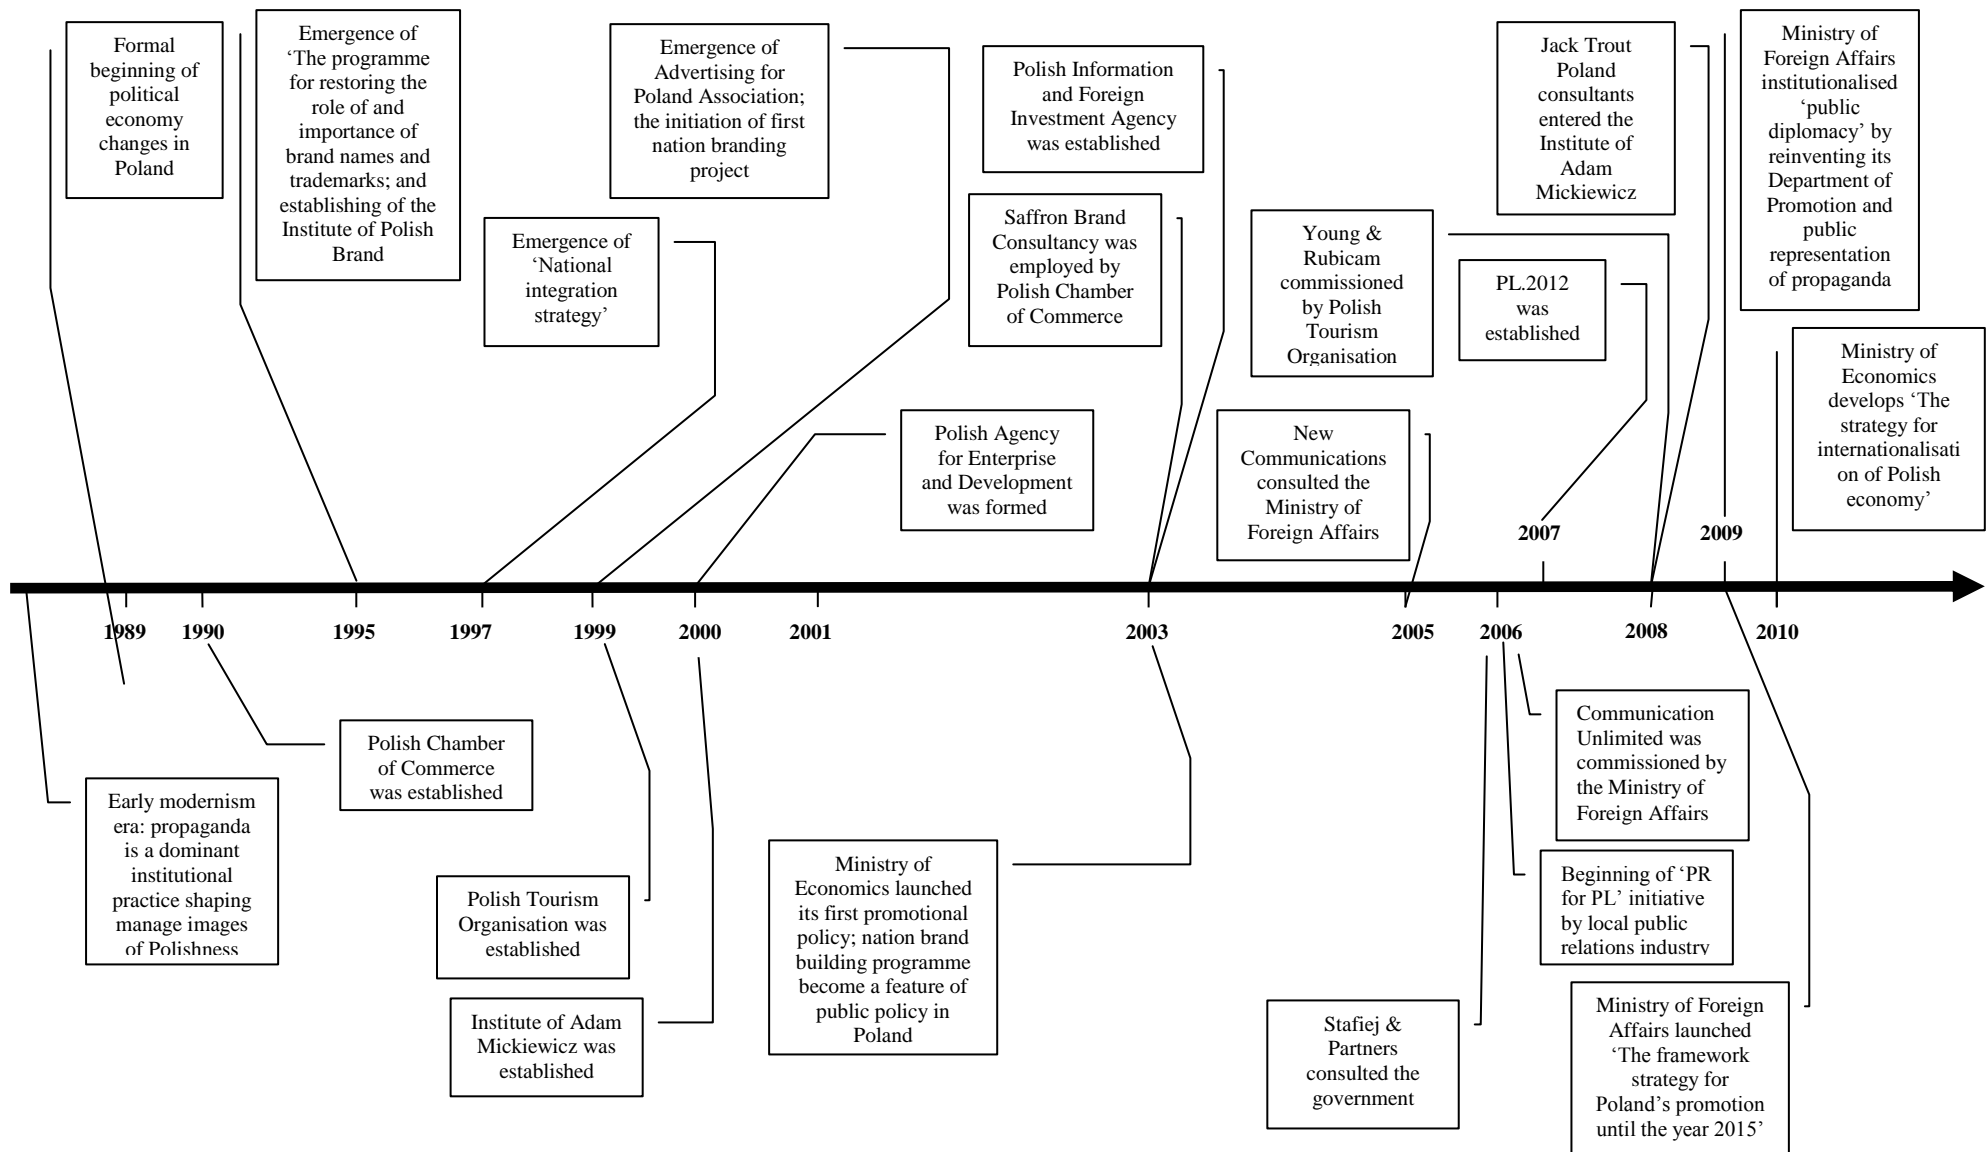 Formal
beginning of
political
economy
changes in
Poland
Emergence of
‘The programme
for restoring the
role of and
importance of
brand names and
trademarks; and
establishing of the
Institute of Polish
Brand
Emergence of
‘National
integration
strategy’
Emergence of
Advertising for
Poland Association;
the initiation of first
nation branding
project
Polish Agency
for Enterprise
and Development
was formed
Polish Information
and Foreign
Investment Agency
was established
Saffron Brand
Consultancy was
employed by
Polish Chamber
of Commerce
Young &
Rubicam
commissioned
by Polish
Tourism
Organisation
New
Communications
consulted the
Ministry of
Foreign Affairs
Jack Trout
Poland
consultants
entered the
Institute of
Adam
Mickiewicz
PL.2012
was
established
Ministry of
Foreign Affairs
institutionalised
‘public
diplomacy’ by
reinventing its
Department of
Promotion and
public
representation
of propaganda
Ministry of
Economics
develops ‘The
strategy for
internationalisati
on of Polish
economy’
2007
2009
1989
1990
1995
1997
1999
2000
2001
2003
2005
2006
2008
2010
Early modernism
era: propaganda
is a dominant
institutional
practice shaping
manage images
of Polishness
Polish Chamber
of Commerce
was established
Polish Tourism
Organisation was
established
Institute of Adam
Mickiewicz was
established
Ministry of
Economics launched
its first promotional
policy; nation brand
building programme
become a feature of
public policy in
Poland
Communication
Unlimited was
commissioned by
the Ministry of
Foreign Affairs
Beginning of ‘PR
for PL’ initiative
by local public
relations industry
Stafiej &
Partners
consulted the
government
Ministry of Foreign
Affairs launched
‘The framework
strategy for
Poland’s promotion
until the year 2015’